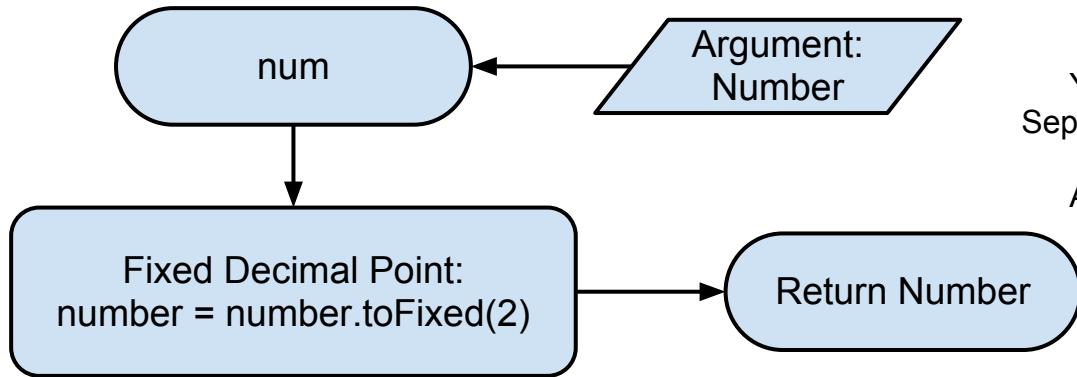 num
Argument:
Number
Fixed Decimal Point:
number = number.toFixed(2)
Return Number